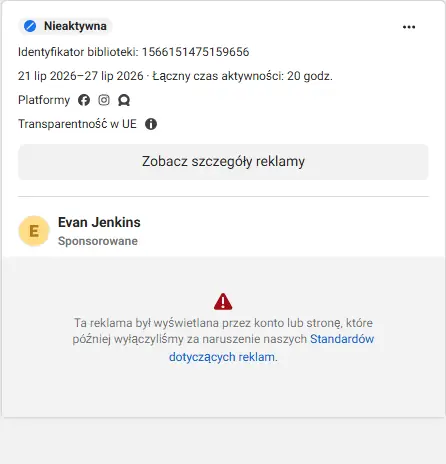 Nieaktywna
Identyfikator biblioteki: 1566151475159656
21 lip 2026–27 lip 2026 · Łączny czas aktywności: 20 godz.
Platformy
Transparentność w UE
Zobacz szczegóły reklamy
E
Evan Jenkins
Sponsorowane
Ta reklama był wyświetlana przez konto lub stronę, które
później wyłączyliśmy za naruszenie naszych Standardów
dotyczących reklam.